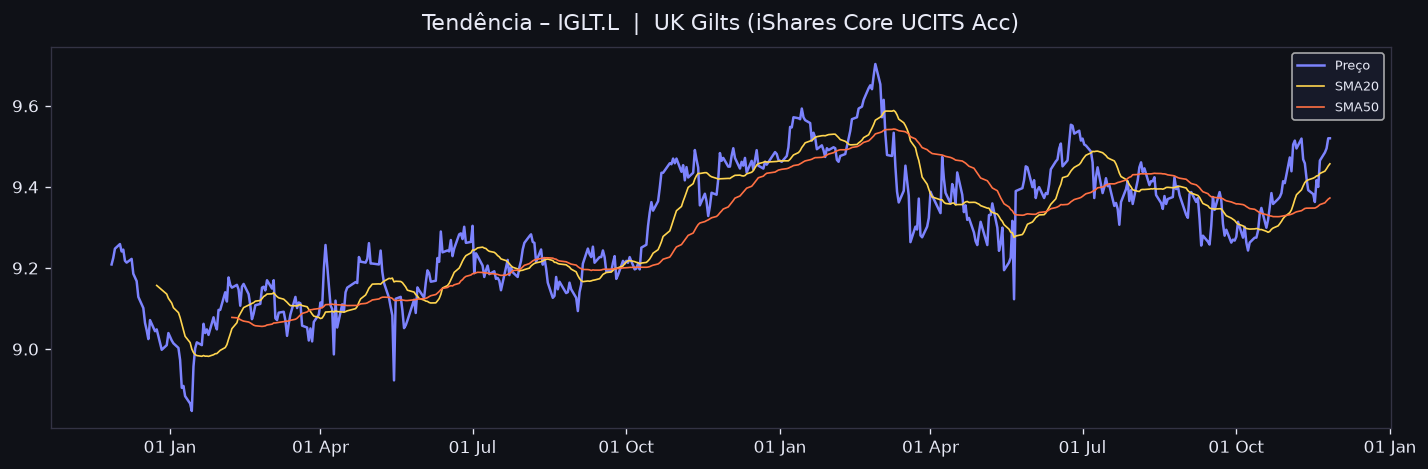 Tendência – IGLT.L | UK Gilts (iShares Core UCITS Acc)
Preço
SMA20
SMA50
9.6
9.4
9.2
9.0
01 Jan 01 Apr 01 Jul 01 Oct 01 Jan 01 Apr 01 Jul 01 Oct 01 Jan